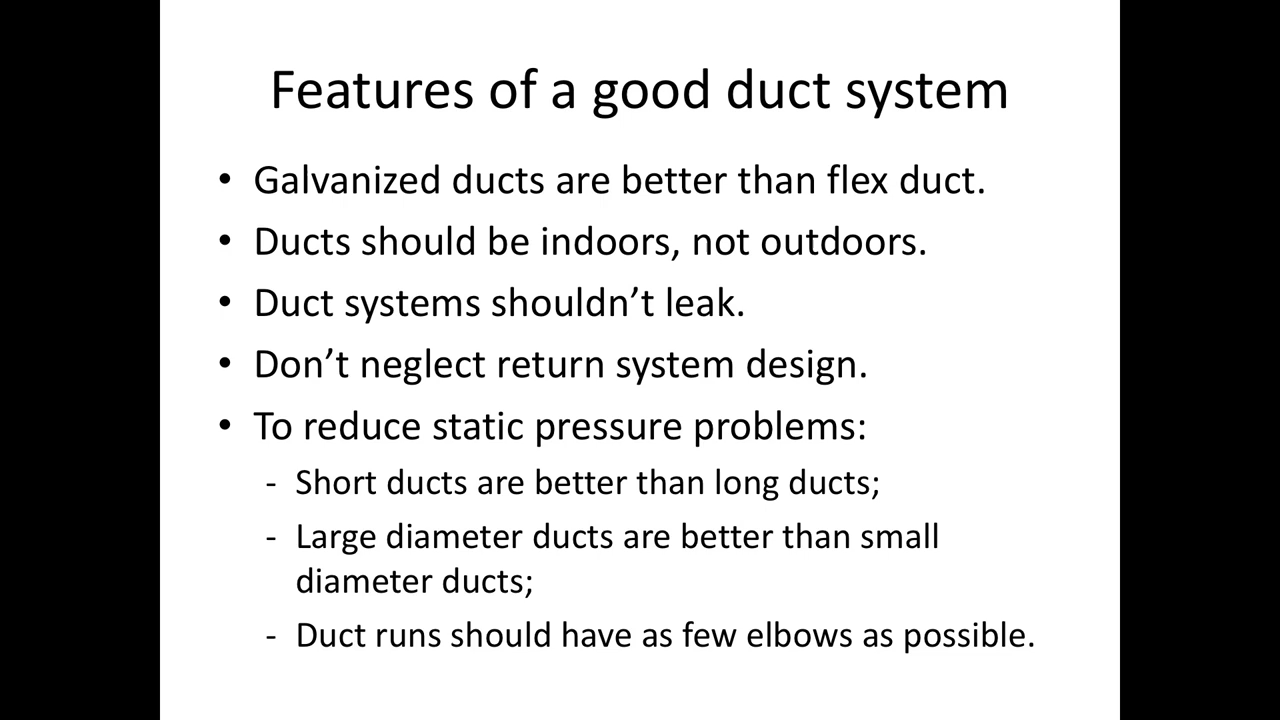 Features of a good duct system
• Galvanized ducts are better than flex duct.
• Ducts should be indoors, not outdoors.
• Duct systems shouldn’t leak.
• Don’t neglect return system design.
• To reduce static pressure problems:
- Short ducts are better than long ducts;
- Large diameter ducts are better than small
diameter ducts;
- Duct runs should have as few elbows as possible.